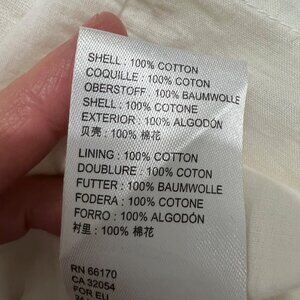 SHELL : 100% COTTON
COQUILLE : 100% COTON
OBERSTOFF : 100% BAUMWOLLE
SHELL : 100% COTONE
EXTERIOR : 100% ALGODÓN
贝壳 : 100% 棉花
LINING : 100% COTTON
DOUBLURE : 100% COTON
FUTTER : 100% BAUMWOLLE
FODERA : 100% COTONE
FORRO : 100% ALGODÓN
衬里 : 100% 棉花
RN 66170
CA 32054
FOR EU